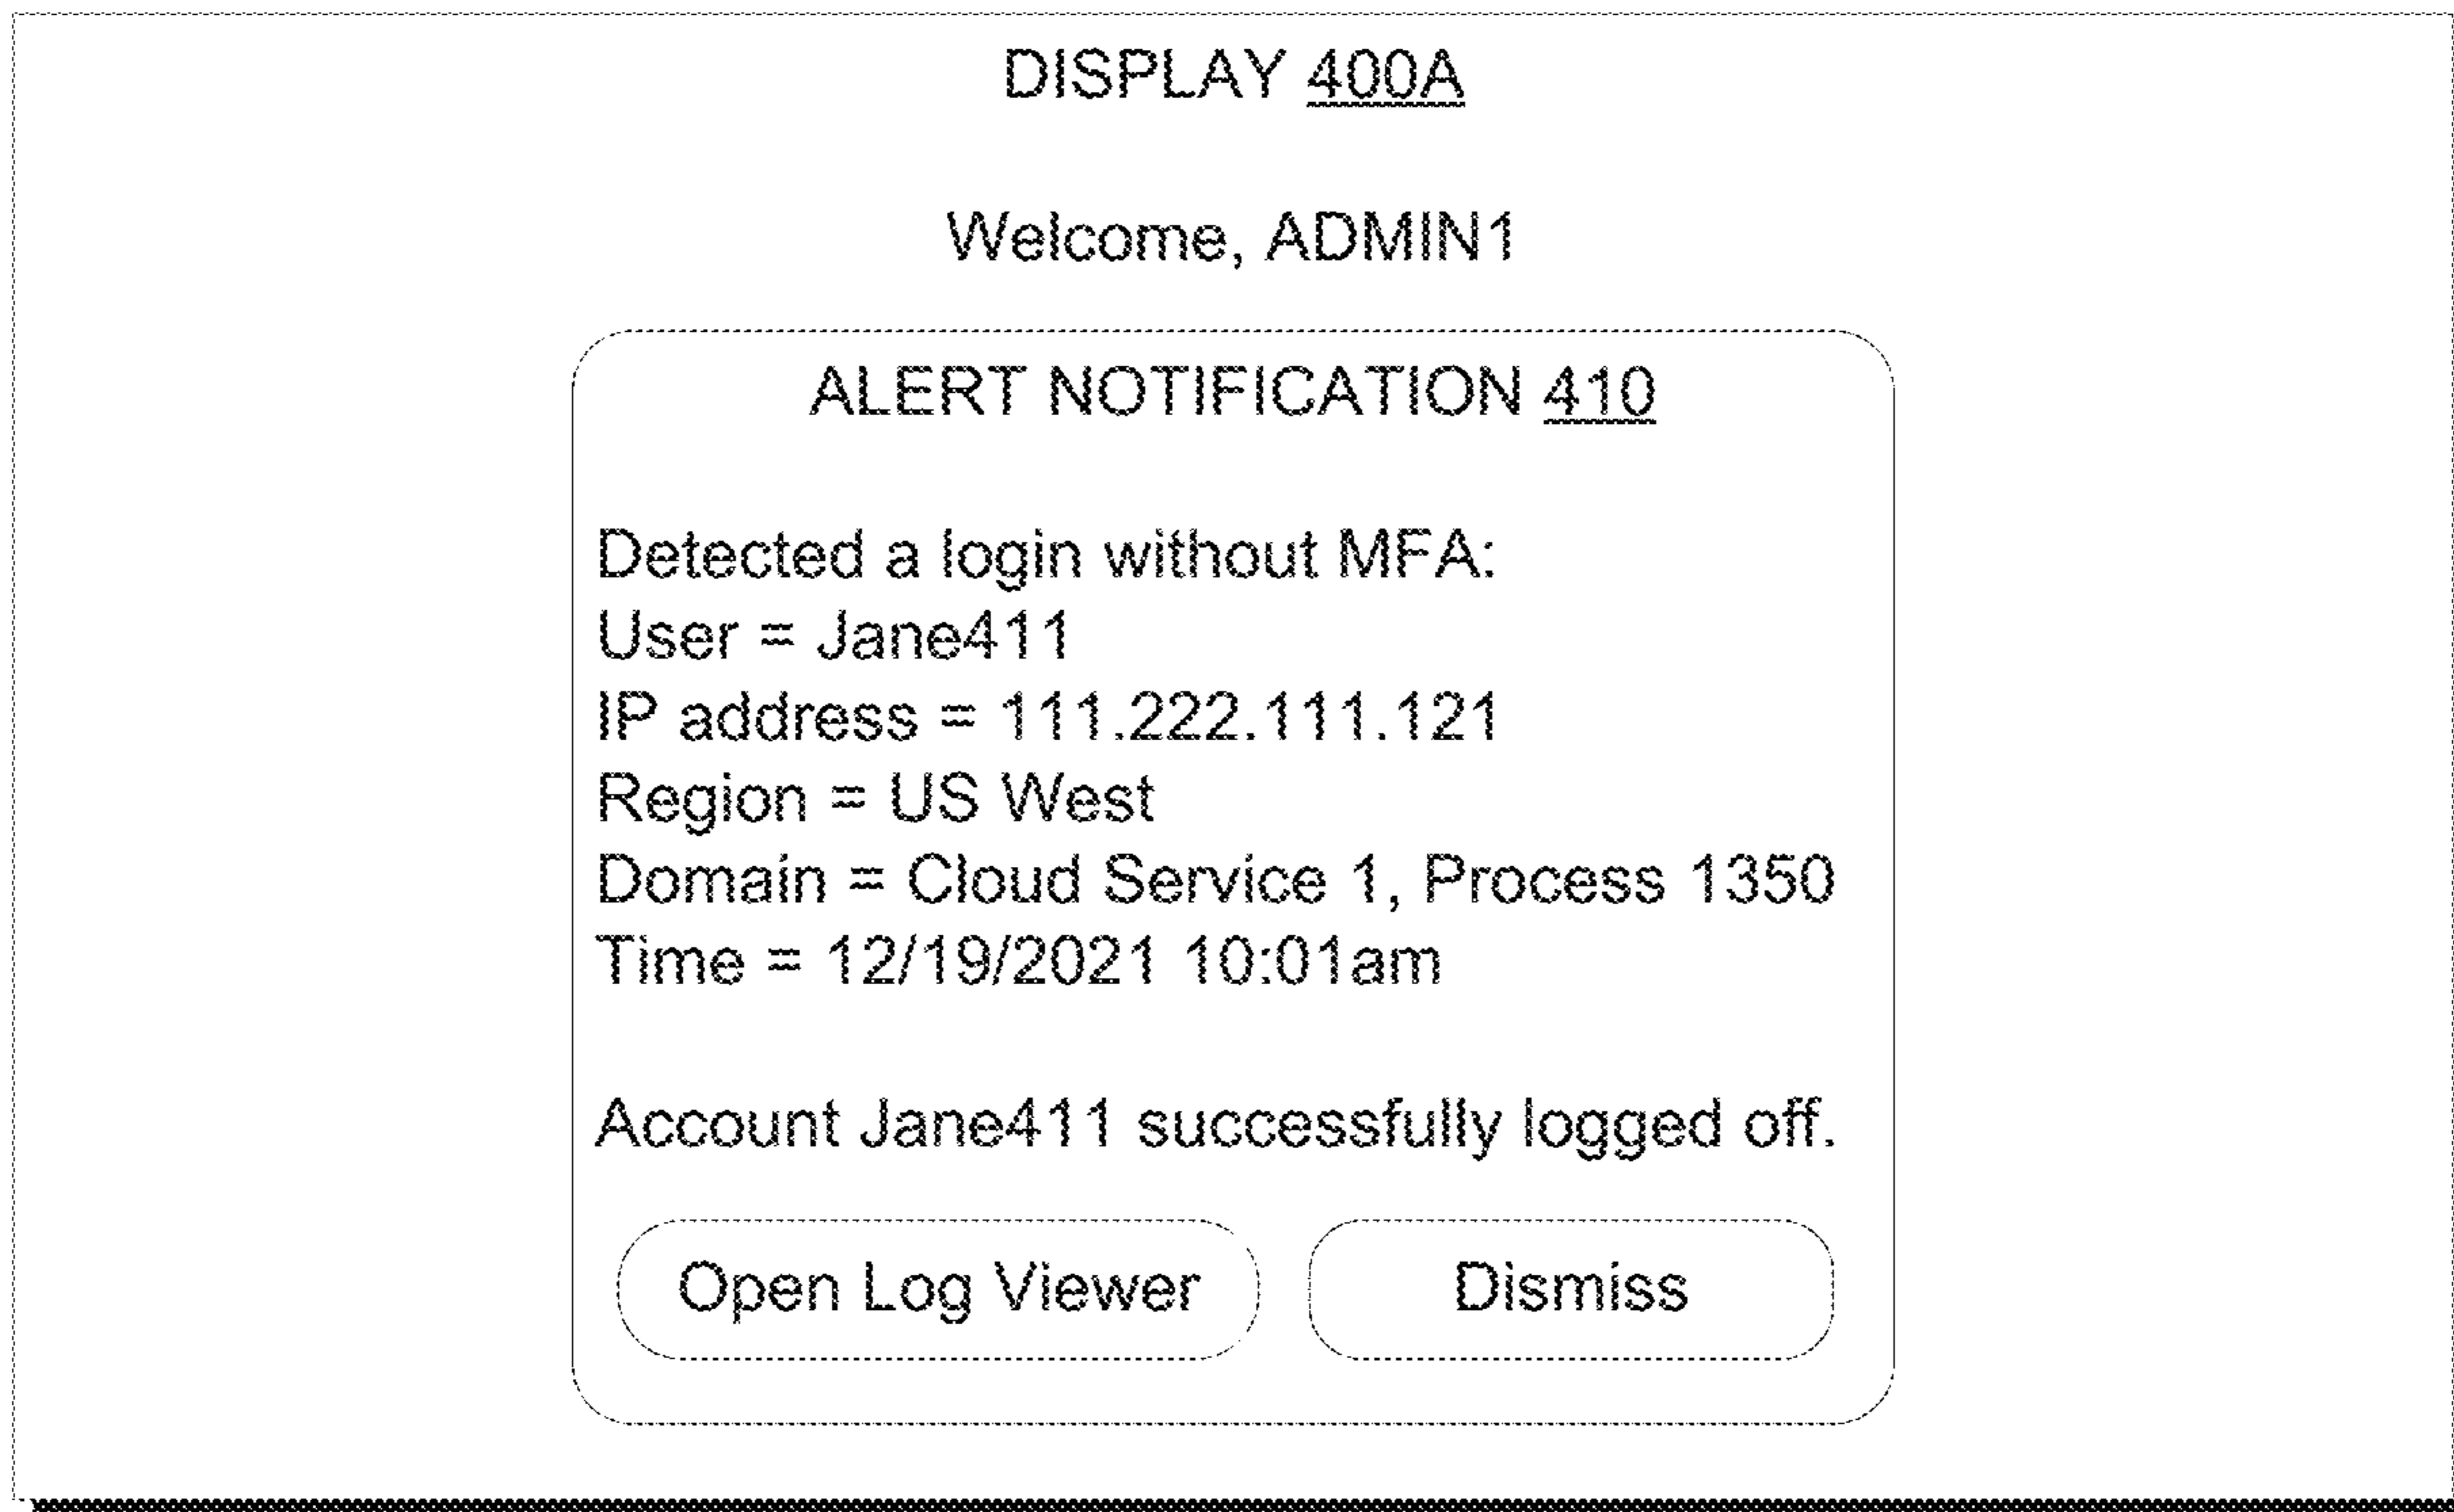 DISPLAY 400A
Welcome, ADMIN1
ALERT NOTIFICATION 410
Detected a login without MFA:
User = Jane411
IP address = 111.222.111.121
Region = US West
Domain = Cloud Service 1, Process 1350
Time = 12/19/2021 10:01am
Account Jane411 successfully logged off.
Open Log Viewer
Dismiss